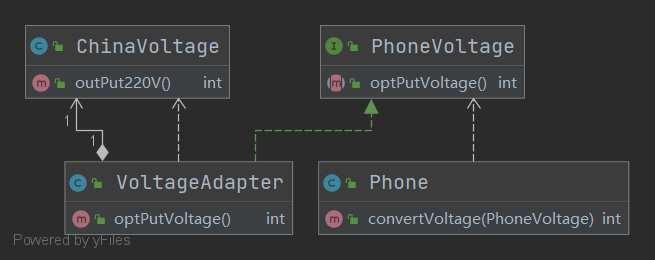 ChinaVoltage
outPut220V() int
PhoneVoltage
optPutVoltage() int
1
1
VoltageAdapter
optPutVoltage() int
Phone
convertVoltage(PhoneVoltage) int
Powered by yFiles